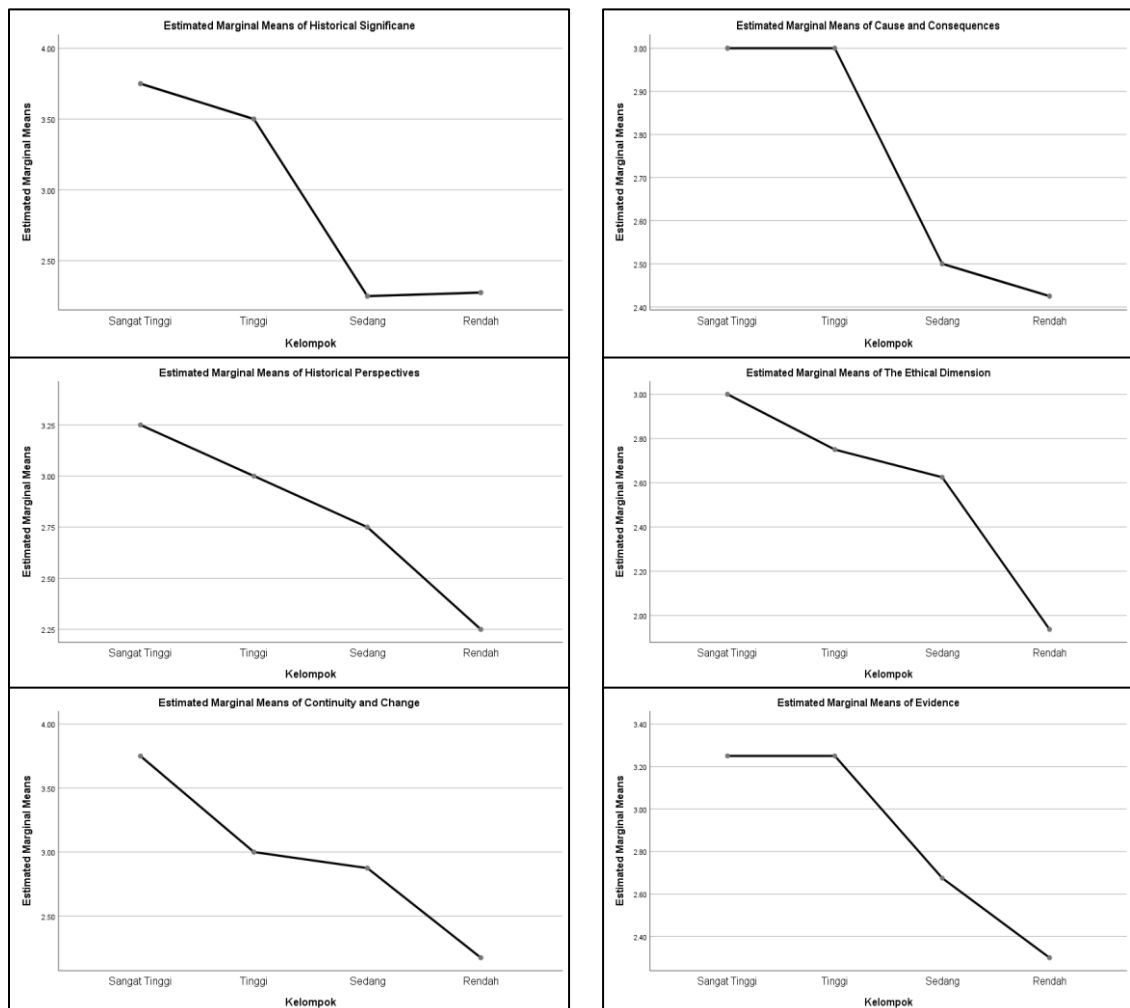 Estimated Marginal Means of Historical Significane
Estimated Marginal Means
4.00
3.50
3.00
2.50
Sangat Tinggi
Tinggi
Sedang
Rendah
Kelompok
Estimated Marginal Means of Cause and Consequences
Estimated Marginal Means
3.00
2.90
2.80
2.70
2.60
2.50
2.40
Sangat Tinggi
Tinggi
Sedang
Rendah
Kelompok
Estimated Marginal Means of Historical Perspectives
Estimated Marginal Means
3.25
3.00
2.75
2.50
2.25
Sangat Tinggi
Tinggi
Sedang
Rendah
Kelompok
Estimated Marginal Means of The Ethical Dimension
Estimated Marginal Means
3.00
2.80
2.60
2.40
2.20
2.00
Sangat Tinggi
Tinggi
Sedang
Rendah
Kelompok
Estimated Marginal Means of Continuity and Change
Estimated Marginal Means
4.00
3.50
3.00
2.50
Sangat Tinggi
Tinggi
Sedang
Rendah
Kelompok
Estimated Marginal Means of Evidence
Estimated Marginal Means
3.40
3.20
3.00
2.80
2.60
2.40
Sangat Tinggi
Tinggi
Sedang
Rendah
Kelompok